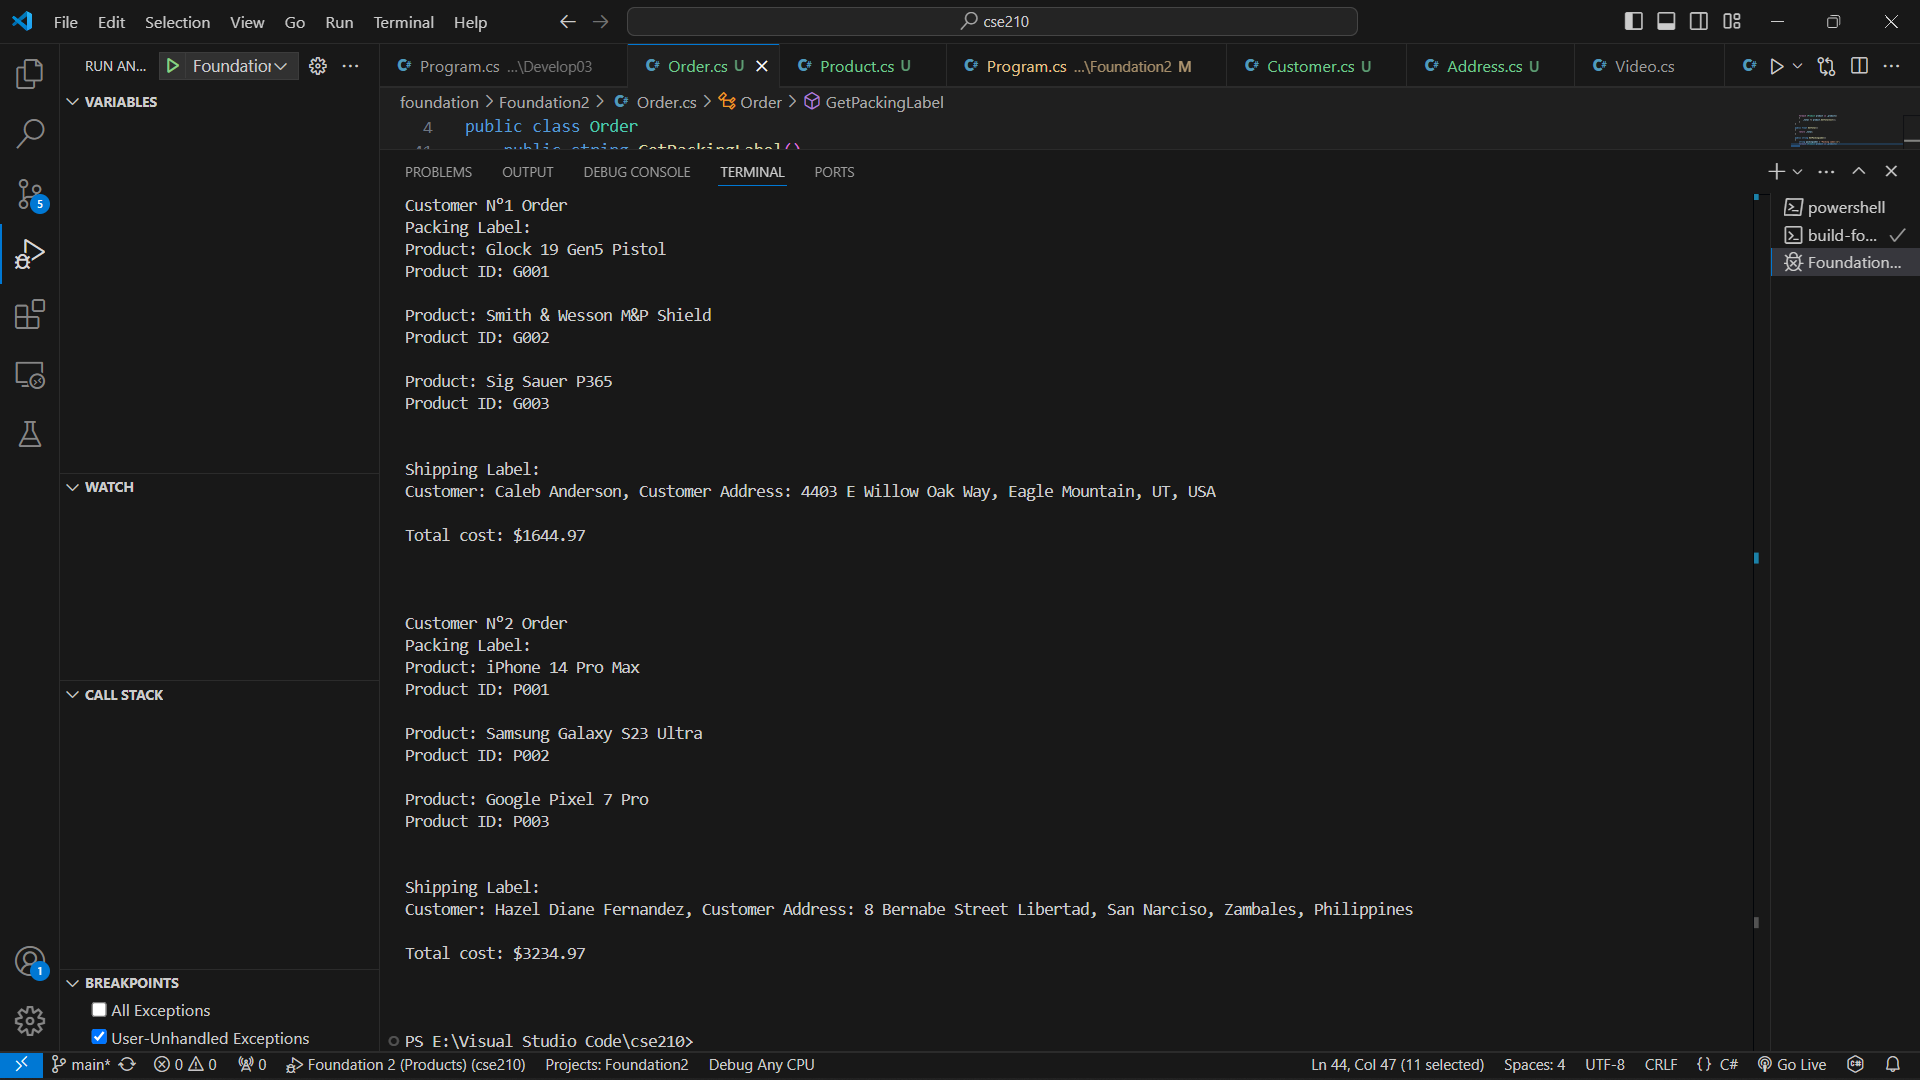 File Edit Selection View Go Run Terminal Help cse210
RUN AN... Foundation
Program.cs ...\Develop03 Order.cs U Product.cs U Program.cs ...\Foundation2 M Customer.cs U Address.cs U Video.cs
VARIABLES
foundation > Foundation2 > Order.cs > Order > GetPackingLabel
4 public class Order
41 public string GetPackingLabel()
PROBLEMS OUTPUT DEBUG CONSOLE TERMINAL PORTS
Customer Nº1 Order
Packing Label:
Product: Glock 19 Gen5 Pistol
Product ID: G001
Product: Smith & Wesson M&P Shield
Product ID: G002
Product: Sig Sauer P365
Product ID: G003
Shipping Label:
Customer: Caleb Anderson, Customer Address: 4403 E Willow Oak Way, Eagle Mountain, UT, USA
Total cost: $1644.97
Customer Nº2 Order
Packing Label:
Product: iPhone 14 Pro Max
Product ID: P001
Product: Samsung Galaxy S23 Ultra
Product ID: P002
Product: Google Pixel 7 Pro
Product ID: P003
Shipping Label:
Customer: Hazel Diane Fernandez, Customer Address: 8 Bernabe Street Libertad, San Narciso, Zambales, Philippines
Total cost: $3234.97
PS E:\Visual Studio Code\cse210>
powershell
build-fo...
Foundation...
WATCH
CALL STACK
BREAKPOINTS
All Exceptions
User-Unhandled Exceptions
5
1
main* 0 0 0 Foundation 2 (Products) (cse210) Projects: Foundation2 Debug Any CPU Ln 44, Col 47 (11 selected) Spaces: 4 UTF-8 CRLF {} C# Go Live